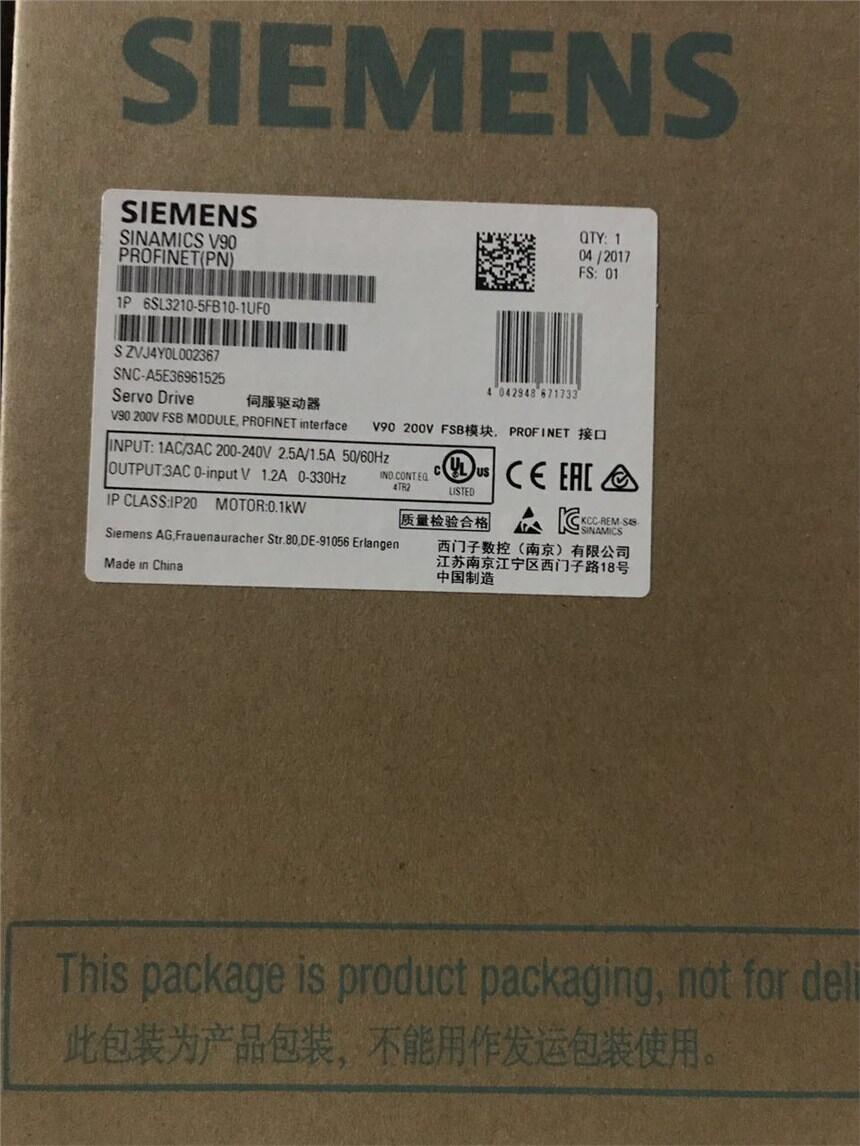 SIEMENS
SIEMENS
SINAMICS V90
PROFINET(PN)
QTY: 1
04 /2017
FS: 01
1P 6SL3210-5FB10-1UF0
S ZVJ4Y0L002367
SNC-A5E36961525
4 042948 671733
Servo Drive 伺服驱动器
V90 200V FSB MODULE, PROFINET interface V90 200V FSB模块, PROFINET 接口
INPUT: 1AC/3AC 200-240V 2.5A/1.5A 50/60Hz
OUTPUT:3AC 0-input V 1.2A 0-330Hz
IND.CONT.EQ.
4TR2
C UL US
LISTED
CE EAC
IP CLASS:IP20 MOTOR:0.1kW
质量检验合格
KCC-REM-S49-
SINAMICS
Siemens AG,Frauenauracher Str.80,DE-91056 Erlangen
Made in China
西门子数控（南京）有限公司
江苏南京江宁区西门子路18号
中国制造
This package is product packaging, not for deli
此包装为产品包装，不能用作发运包装使用。